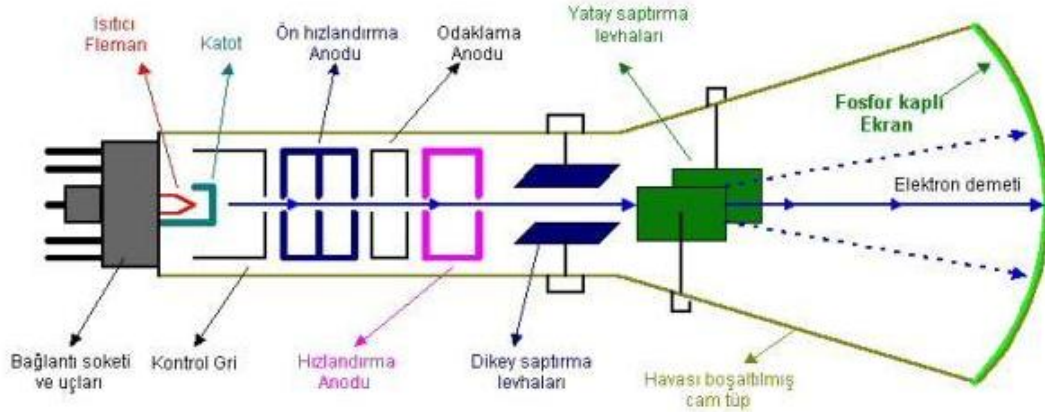 Isıtıcı
Fleman
Katot
Ön hızlandırma
Anodu
Odaklama
Anodu
Yatay saptırma
levhaları
Fosfor kaplı
Ekran
Elektron demeti
Bağlantı soketi
ve uçları
Kontrol Gri
Hızlandırma
Anodu
Dikey saptırma
levhaları
Havası boşaltılmış
cam tüp